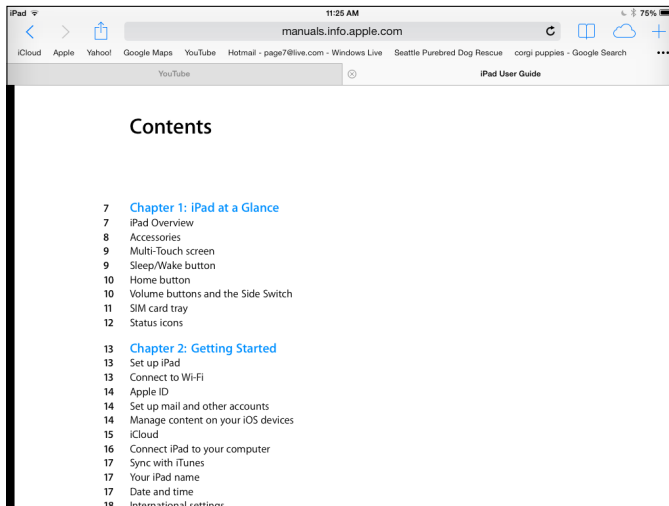 iPad 11:25 AM 75%
manuals.info.apple.com
iCloud Apple Yahoo! Google Maps YouTube Hotmail - page7@live.com - Windows Live Seattle Purebred Dog Rescue corgi puppies - Google Search
YouTube iPad User Guide
Contents
7 Chapter 1: iPad at a Glance
7 iPad Overview
8 Accessories
9 Multi-Touch screen
9 Sleep/Wake button
10 Home button
10 Volume buttons and the Side Switch
11 SIM card tray
12 Status icons
13 Chapter 2: Getting Started
13 Set up iPad
13 Connect to Wi-Fi
14 Apple ID
14 Set up mail and other accounts
14 Manage content on your iOS devices
15 iCloud
16 Connect iPad to your computer
17 Sync with iTunes
17 Your iPad name
17 Date and time
18 International settings